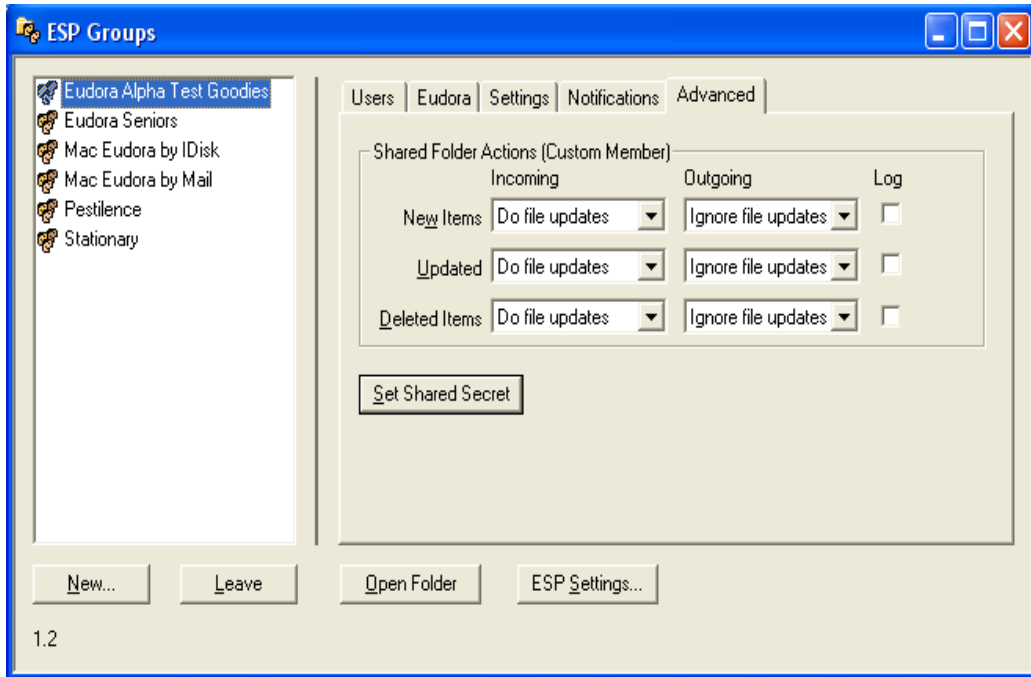 ESP Groups
Eudora Alpha Test Goodies
Eudora Seniors
Mac Eudora by IDisk
Mac Eudora by Mail
Pestilence
Stationary
Users Eudora Settings Notifications Advanced
Shared Folder Actions (Custom Member)
Incoming Outgoing Log
New Items Do file updates Ignore file updates
Updated Do file updates Ignore file updates
Deleted Items Do file updates Ignore file updates
Set Shared Secret
New... Leave Open Folder ESP Settings...
1.2